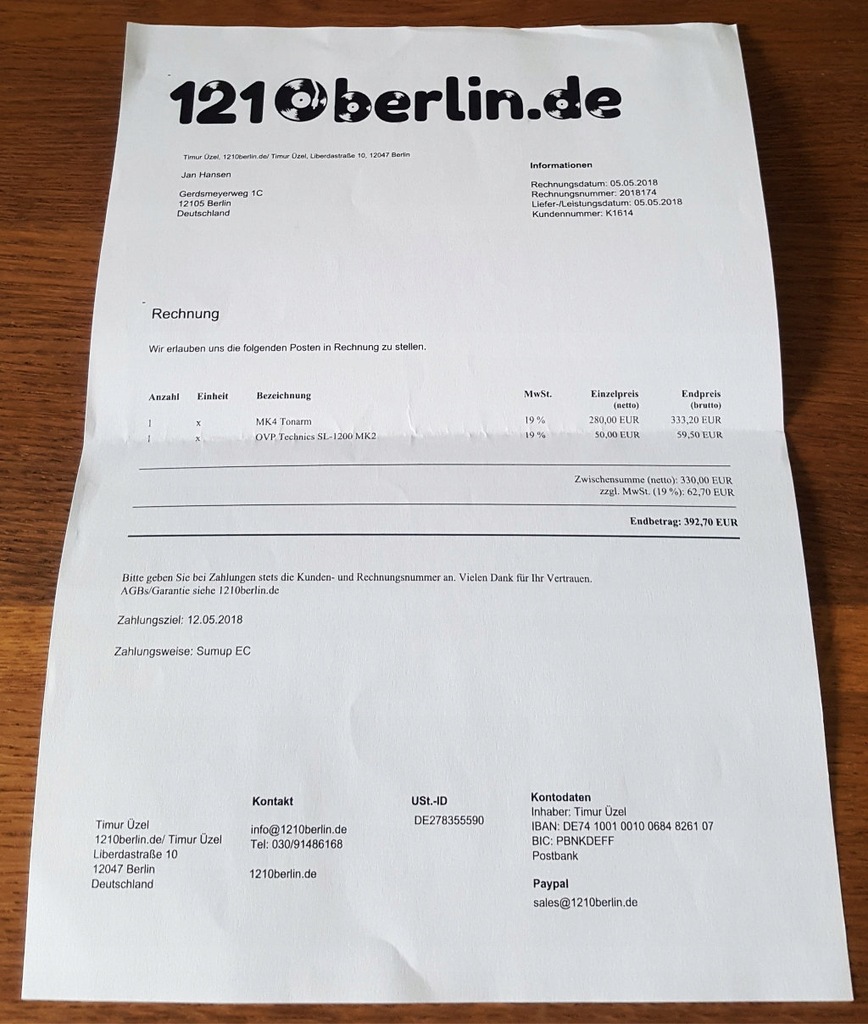 1210berlin.de
Timur Üzel, 1210berlin.de/ Timur Üzel, Liberdastraße 10, 12047 Berlin
Jan Hansen
Gerdsmeyerweg 1C
12105 Berlin
Deutschland
Informationen
Rechnungsdatum: 05.05.2018
Rechnungsnummer: 2018174
Liefer-/Leistungsdatum: 05.05.2018
Kundennummer: K1614
Rechnung
Wir erlauben uns die folgenden Posten in Rechnung zu stellen.
Anzahl Einheit Bezeichnung MwSt. Einzelpreis Endpreis
(netto) (brutto)
1 x MK4 Tonarm 19 % 280,00 EUR 333,20 EUR
1 x OVP Technics SL-1200 MK2 19 % 50,00 EUR 59,50 EUR
Zwischensumme (netto): 330,00 EUR
zzgl. MwSt. (19 %): 62,70 EUR
Endbetrag: 392,70 EUR
Bitte geben Sie bei Zahlungen stets die Kunden- und Rechnungsnummer an. Vielen Dank für Ihr Vertrauen.
AGBs/Garantie siehe 1210berlin.de
Zahlungsziel: 12.05.2018
Zahlungsweise: Sumup EC
Timur Üzel
1210berlin.de/ Timur Üzel
Liberdastraße 10
12047 Berlin
Deutschland
Kontakt
info@1210berlin.de
Tel: 030/91486168
1210berlin.de
USt.-ID
DE278355590
Kontodaten
Inhaber: Timur Üzel
IBAN: DE74 1001 0010 0684 8261 07
BIC: PBNKDEFF
Postbank
Paypal
sales@1210berlin.de